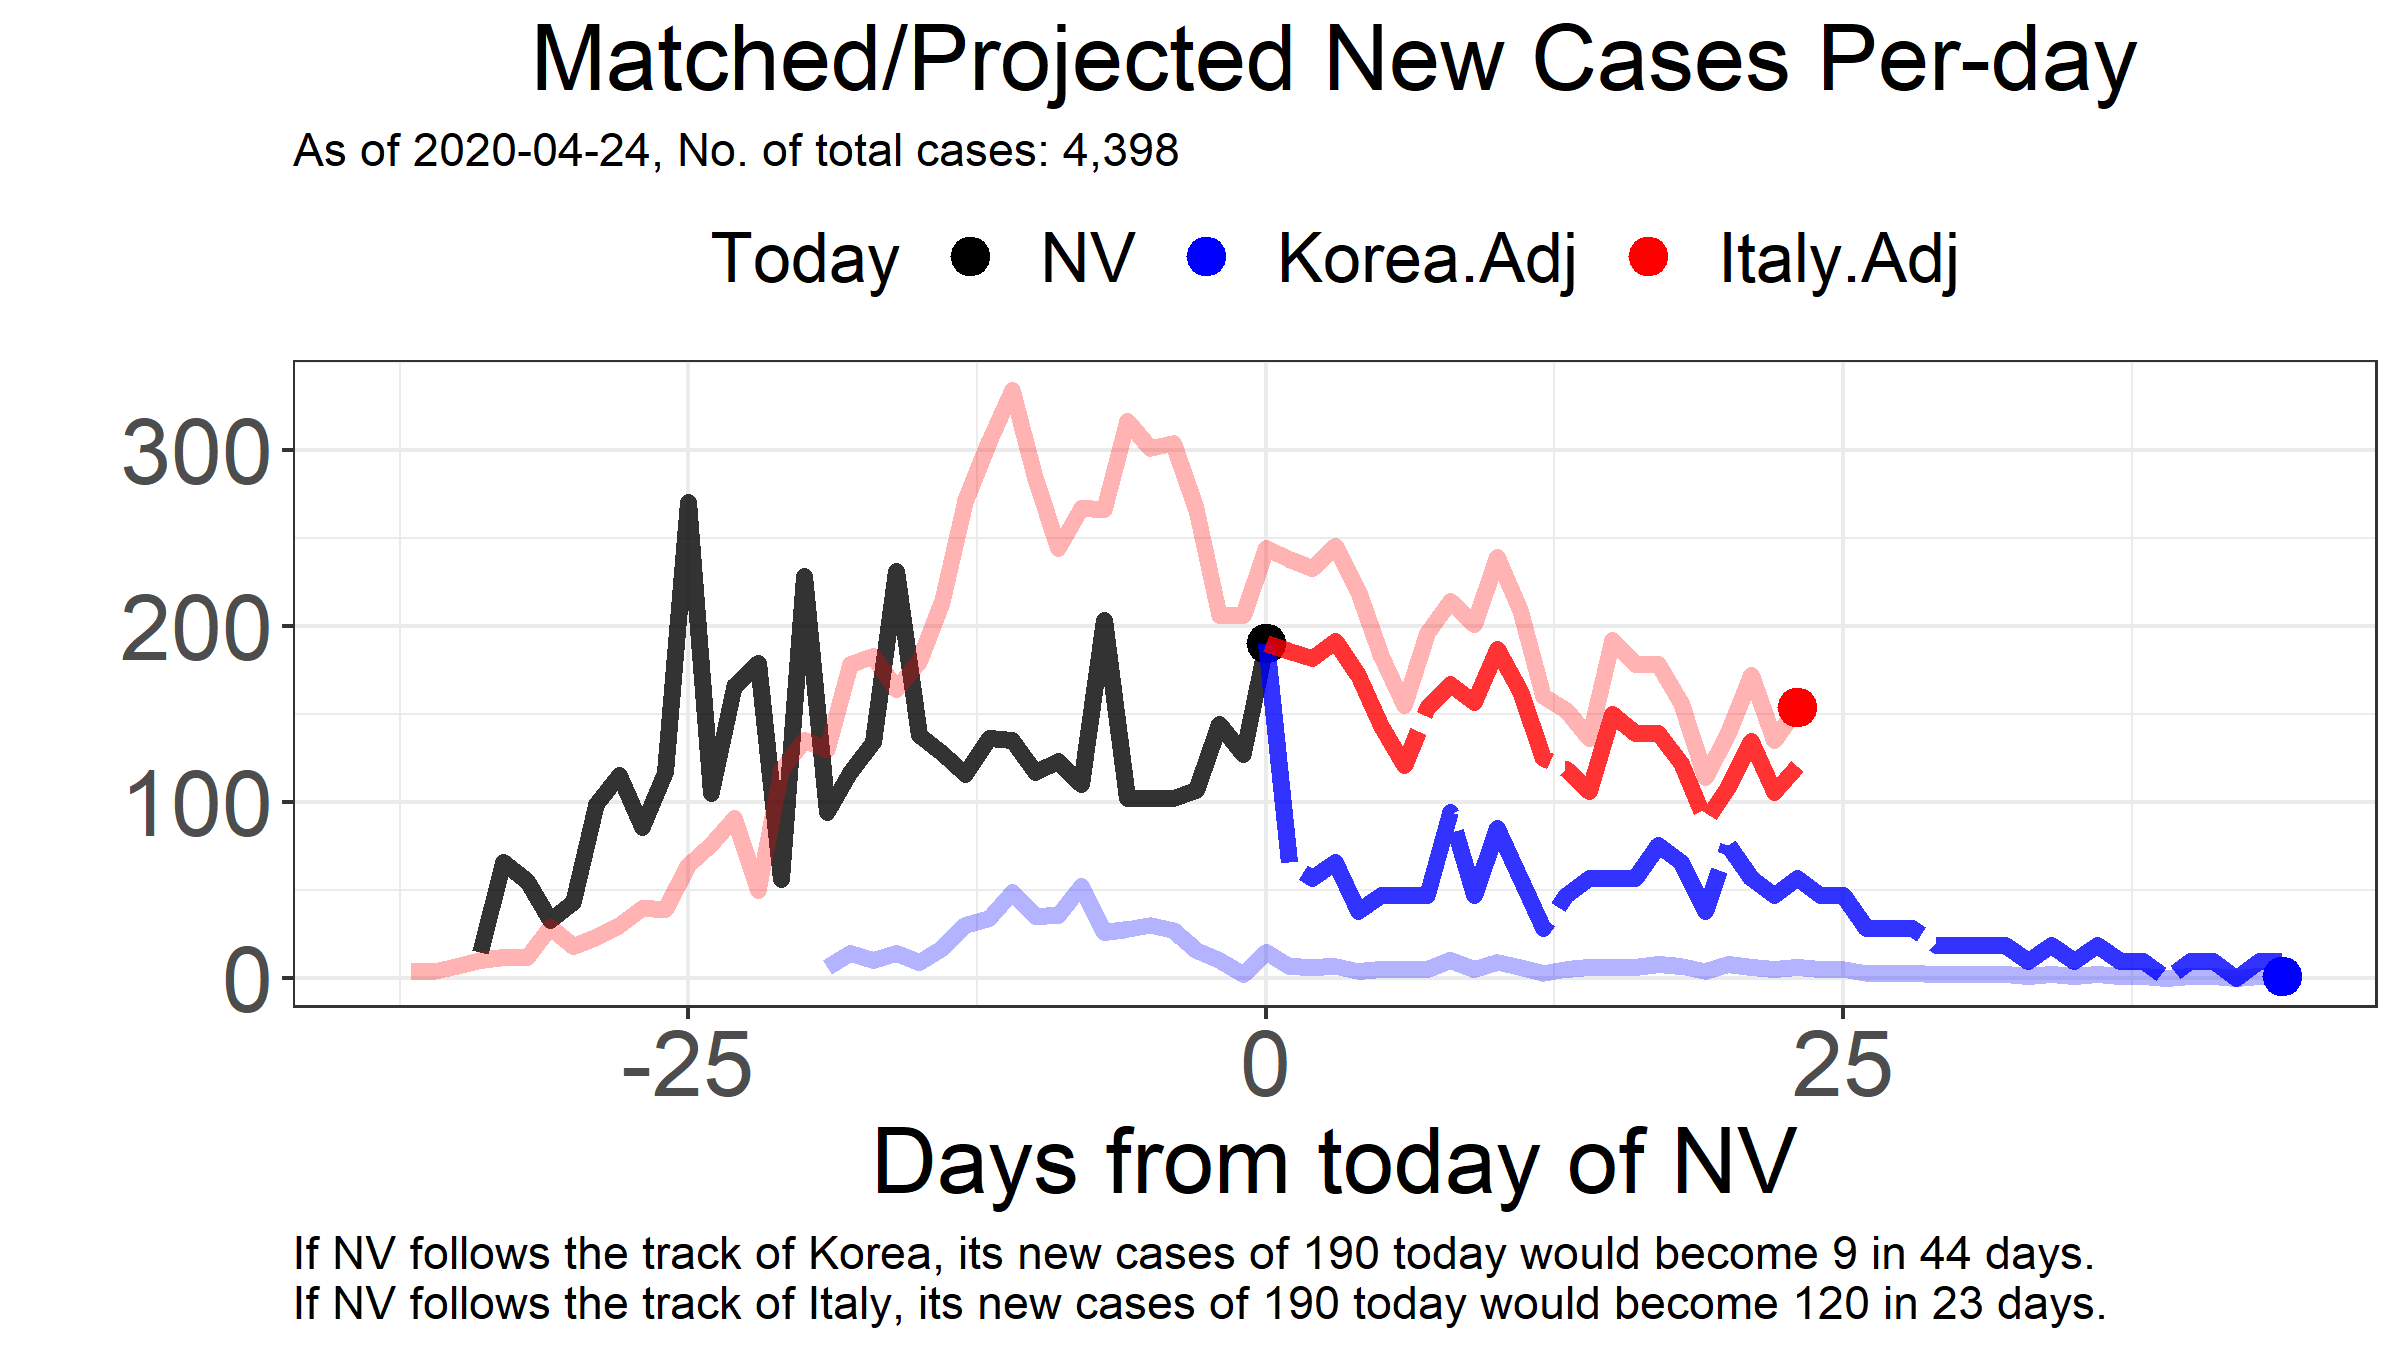 Matched/Projected New Cases Per-day
As of 2020-04-24, No. of total cases: 4,398
Today NV Korea.Adj Italy.Adj
300
200
100
0
-25 0 25
Days from today of NV
If NV follows the track of Korea, its new cases of 190 today would become 9 in 44 days.
If NV follows the track of Italy, its new cases of 190 today would become 120 in 23 days.